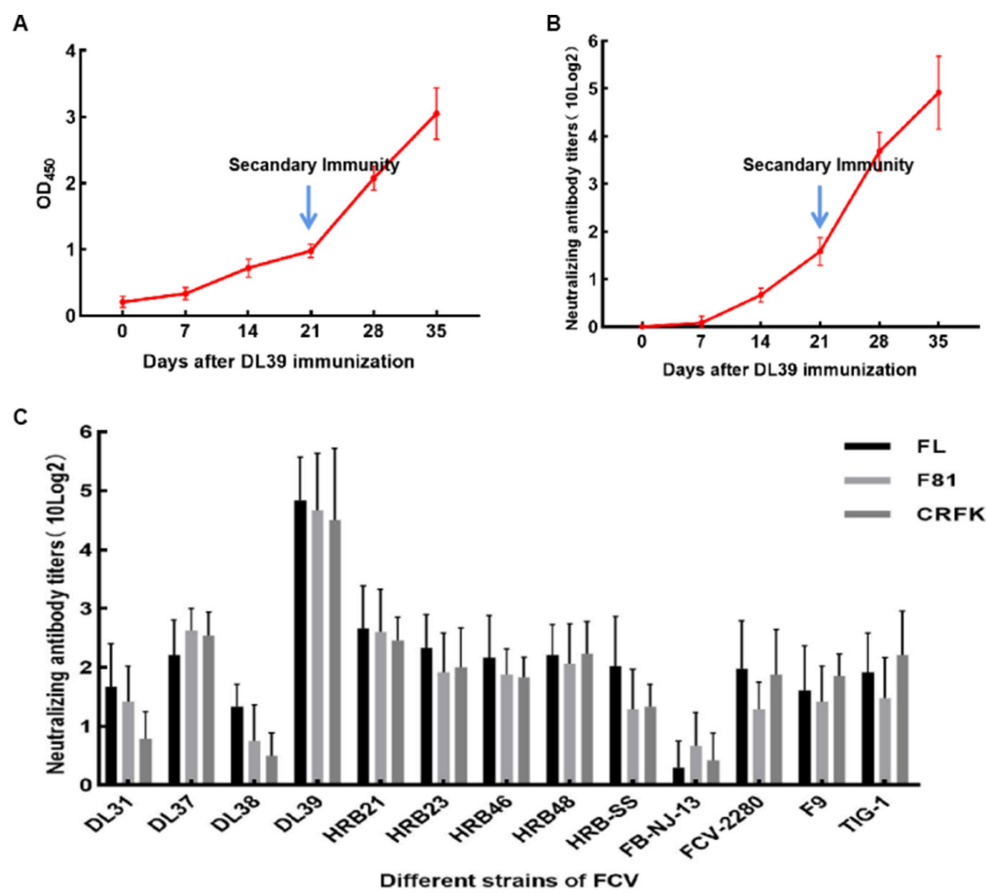 A
OD450
4
3
2
1
0
Secandary Immunity
0 7 14 21 28 35
Days after DL39 immunization
B
Neutralizing antibody titers( 10Log2)
6
5
4
3
2
1
0
Secandary Immunity
0 7 14 21 28 35
Days after DL39 immunization
C
Neutralizing antibody titers( 10Log2)
6
5
4
3
2
1
0
FL
F81
CRFK
DL31 DL37 DL38 DL39 HRB21 HRB23 HRB46 HRB48 HRB-SS FB-NJ-13 FCV-2280 F9 TIG-1
Different strains of FCV